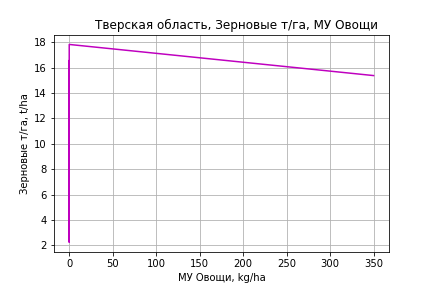 Тверская область, Зерновые т/га, МУ Овощи
18
16
14
12
10
8
6
4
2
Зерновые т/га, t/ha
0 50 100 150 200 250 300 350
МУ Овощи, kg/ha